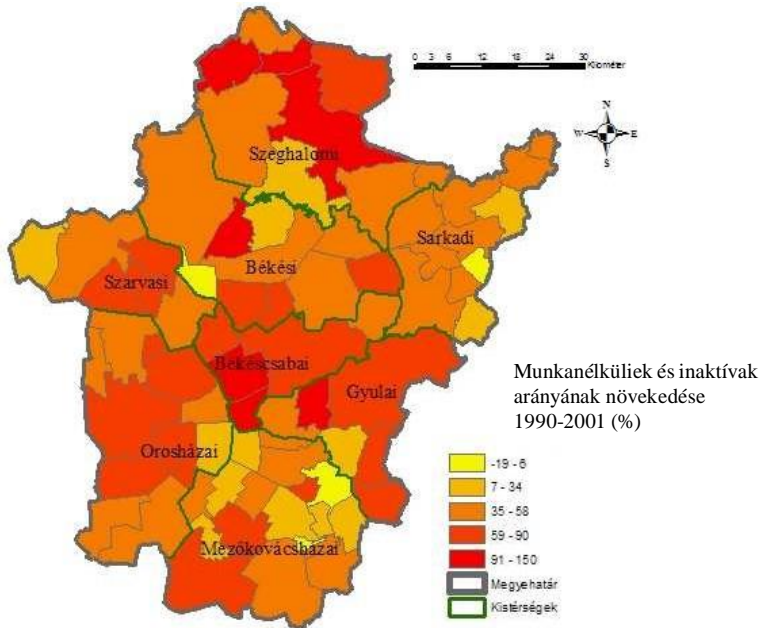 0 3 6 12 18 24 30
Kilométer
N
W E
S
Szeghalomi
Sarkadi
Békési
Szarvasi
Békéscsabai
Gyulai
Orosházai
Mezőkovácsházai
Munkanélküliek és inaktívak
arányának növekedése
1990-2001 (%)
-19 - 6
7 - 34
35 - 58
59 - 90
91 - 150
Megyehatár
Kistérségek